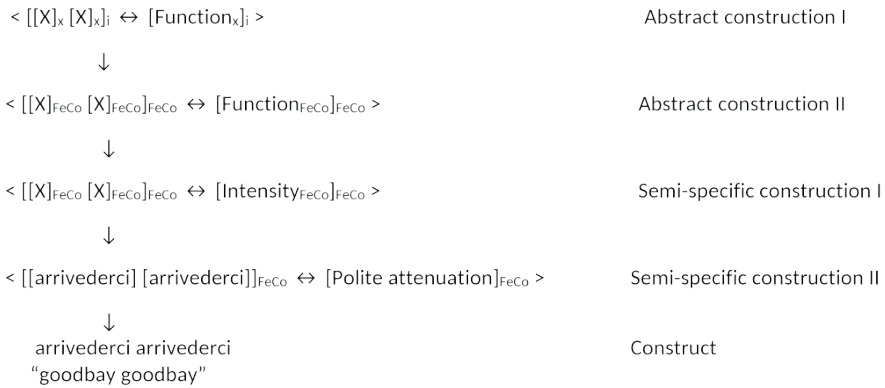 < [[X]ₓ [X]ₓ]ᵢ ↔ [Functionₓ]ᵢ > Abstract construction I
↓
< [[X]FeCo [X]FeCo]FeCo ↔ [FunctionFeCo]FeCo > Abstract construction II
↓
< [[X]FeCo [X]FeCo]FeCo ↔ [IntensityFeCo]FeCo > Semi-specific construction I
↓
< [[arrivederci] [arrivederci]]FeCo ↔ [Polite attenuation]FeCo > Semi-specific construction II
↓
arrivederci arrivederci Construct
“goodbay goodbay”